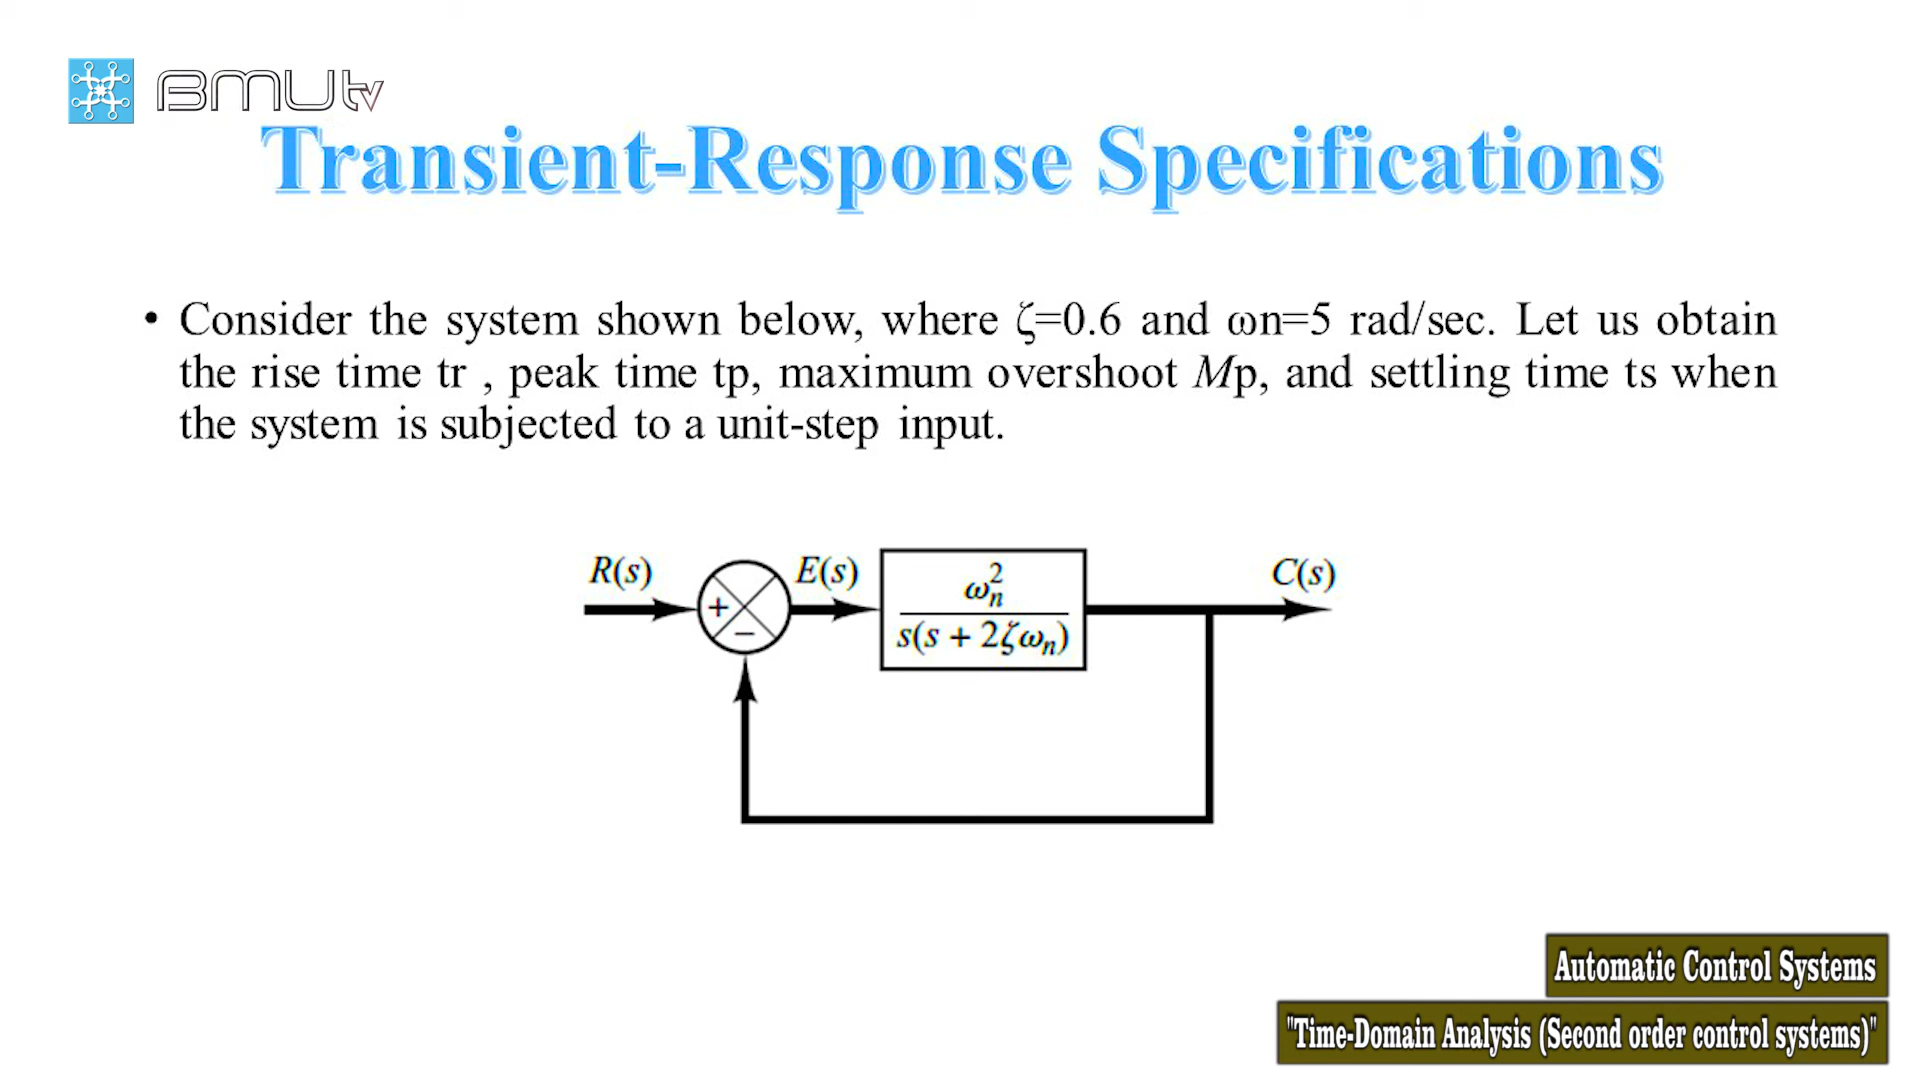 BMUtv
Transient-Response Specifications
• Consider the system shown below, where ζ=0.6 and ωn=5 rad/sec. Let us obtain
the rise time tr , peak time tp, maximum overshoot Mp, and settling time ts when
the system is subjected to a unit-step input.
R(s)
+
−
E(s)
ωn²
s(s + 2ζωn)
C(s)
Automatic Control Systems
"Time-Domain Analysis (Second order control systems)"